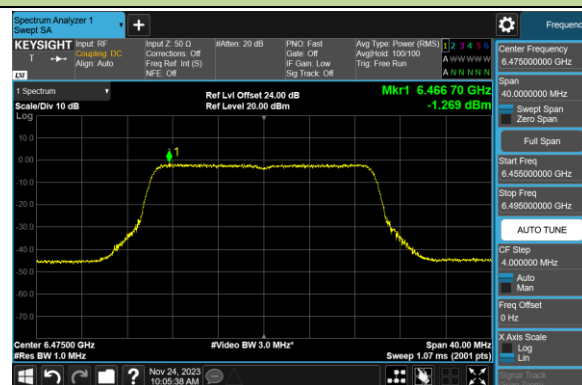 Spectrum Analyzer 1
Swept SA
+
Frequency
KEYSIGHT
Input: RF
Coupling: DC
Align: Auto
Input Z: 50 Ω
Corrections: Off
Freq Ref: Int (S)
NFE: Off
#Atten: 20 dB
PNO: Fast
Gate: Off
IF Gain: Low
Sig Track: Off
Avg Type: Power (RMS)
Avg|Hold: 100/100
Trig: Free Run
1 2 3 4 5 6
A W W W W W
A N N N N N
LXI
1 Spectrum
Scale/Div 10 dB
Log
Ref Lvl Offset 24.00 dB
Ref Level 20.00 dBm
Mkr1 6.466 70 GHz
-1.269 dBm
1
10.0
0.00
-10.0
-20.0
-30.0
-40.0
-50.0
-60.0
-70.0
Center 6.47500 GHz
#Res BW 1.0 MHz
#Video BW 3.0 MHz*
Span 40.00 MHz
Sweep 1.07 ms (2001 pts)
Center Frequency
6.475000000 GHz
Span
40.0000000 MHz
Swept Span
Zero Span
Full Span
Start Freq
6.455000000 GHz
Stop Freq
6.495000000 GHz
AUTO TUNE
CF Step
4.000000 MHz
Auto
Man
Freq Offset
0 Hz
X Axis Scale
Log
Lin
Signal Track
Nov 24, 2023
10:05:38 AM